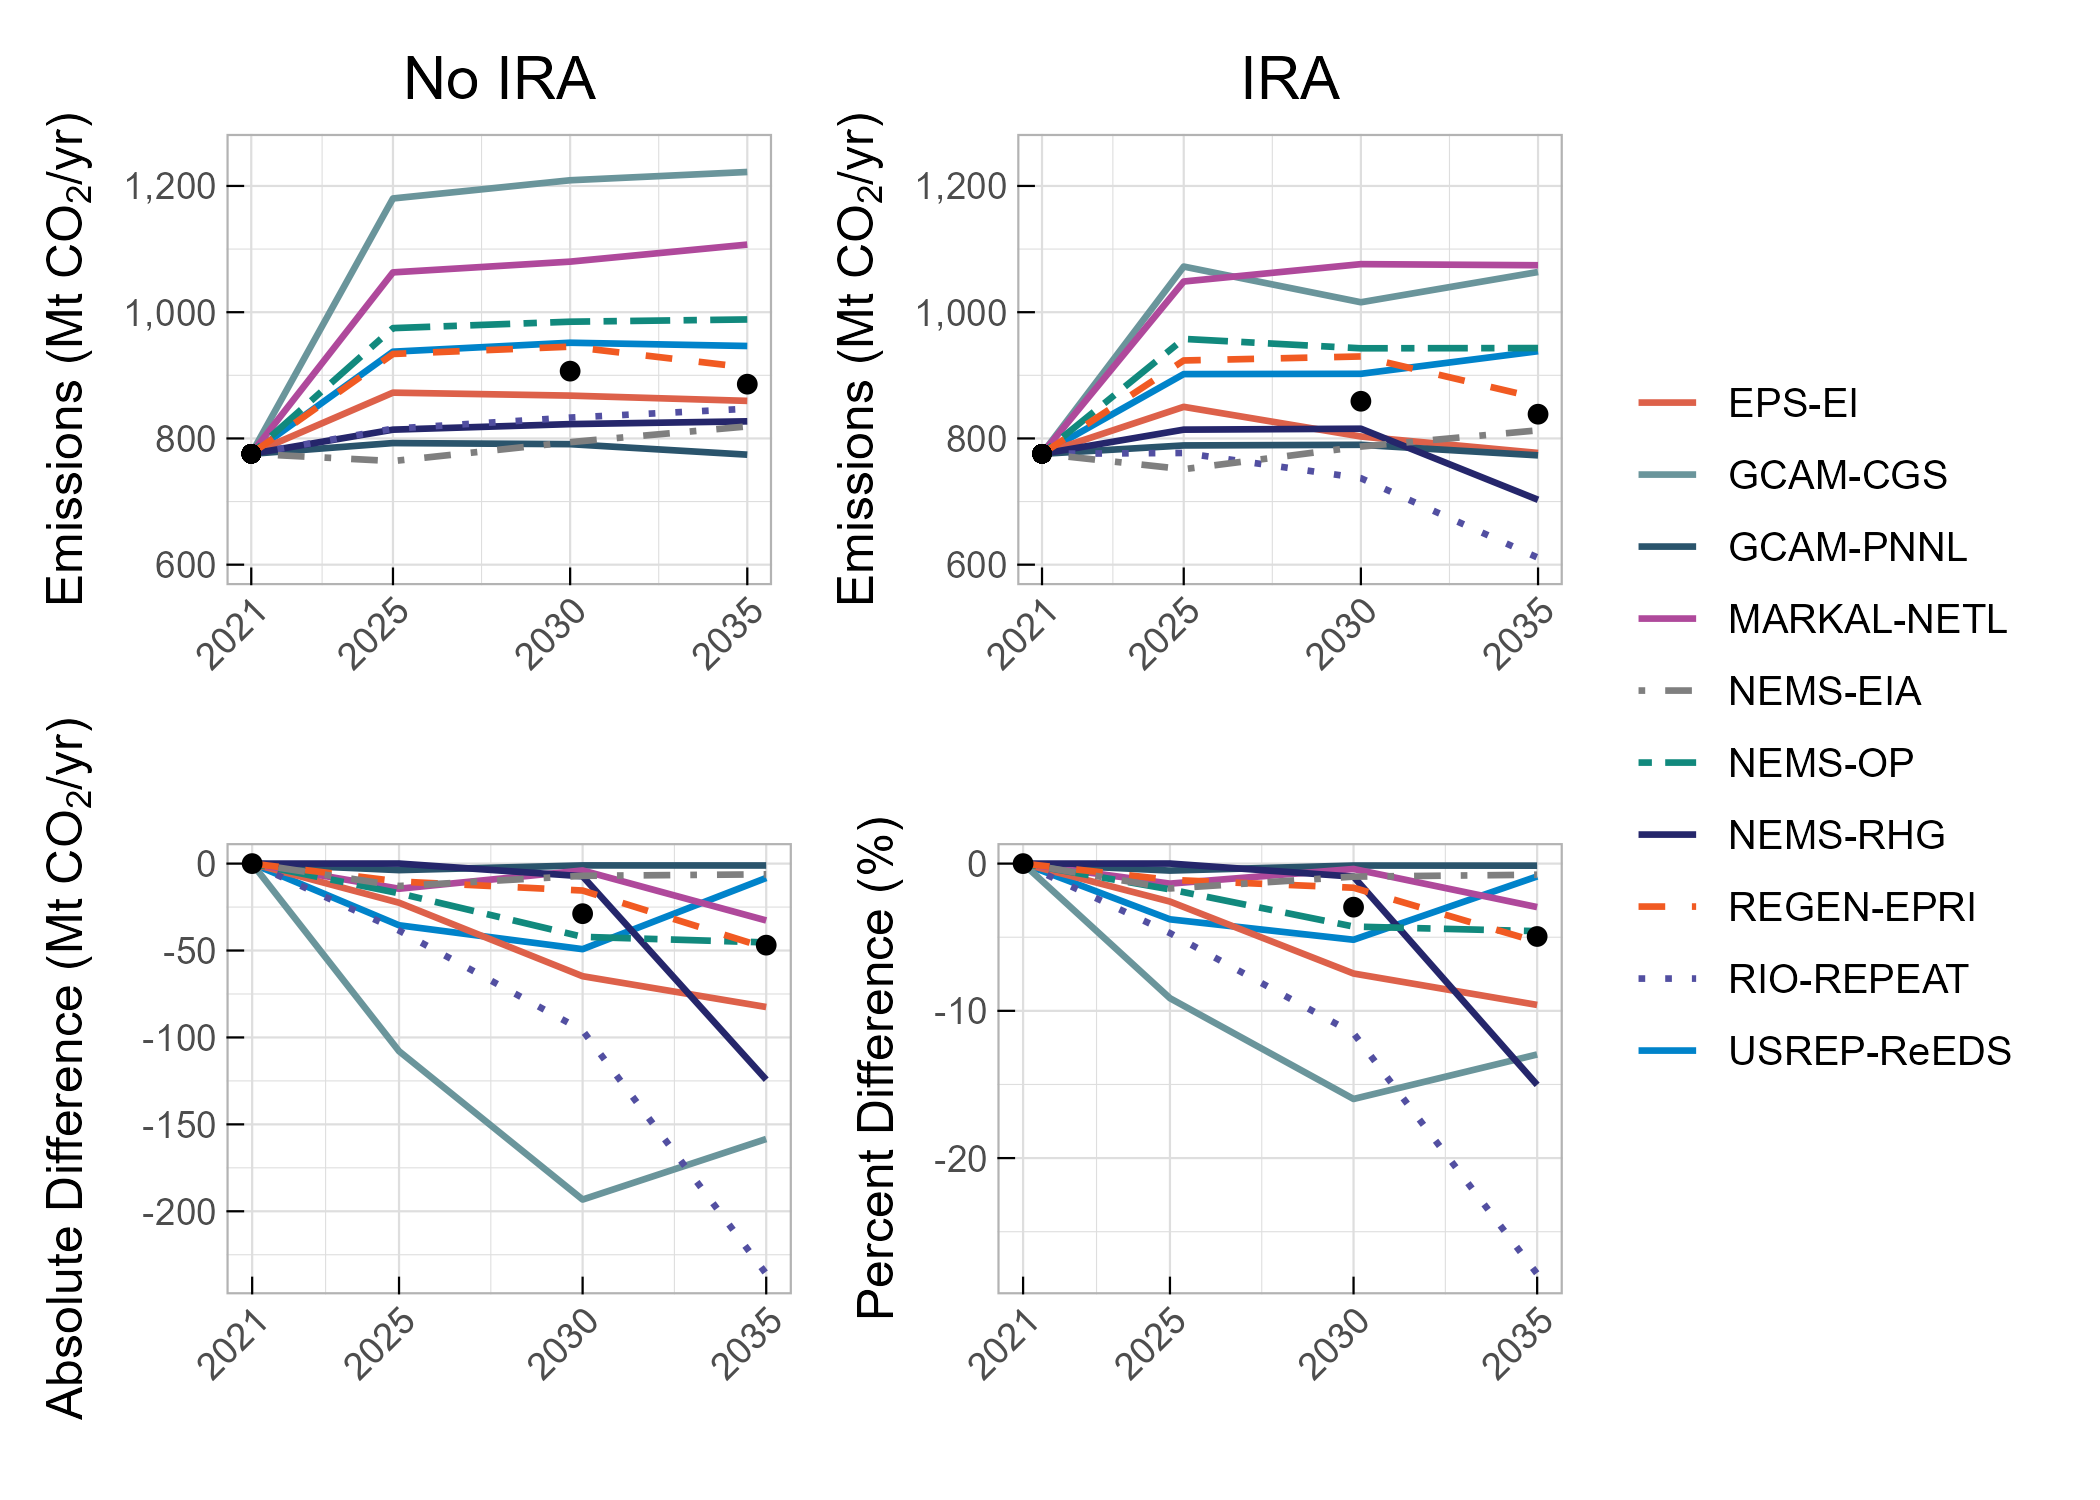 No IRA
IRA
Emissions (Mt CO₂/yr)
1,200
1,000
800
600
2021
2025
2030
2035
Emissions (Mt CO₂/yr)
1,200
1,000
800
600
2021
2025
2030
2035
Absolute Difference (Mt CO₂/yr)
0
-50
-100
-150
-200
2021
2025
2030
2035
Percent Difference (%)
0
-10
-20
2021
2025
2030
2035
EPS-EI
GCAM-CGS
GCAM-PNNL
MARKAL-NETL
NEMS-EIA
NEMS-OP
NEMS-RHG
REGEN-EPRI
RIO-REPEAT
USREP-ReEDS